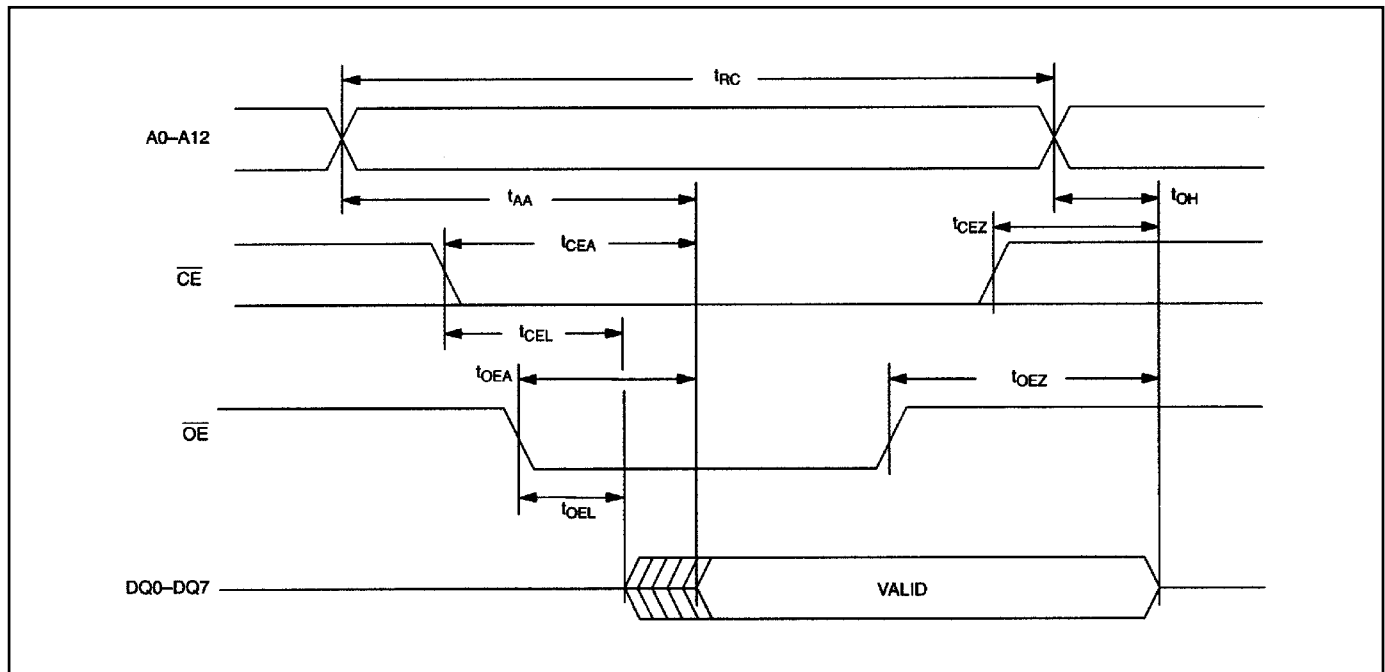 tRC
A0–A12
tAA
tOH
tCEZ
tCEA
CE
tCEL
tOEA
tOEZ
OE
tOEL
DQ0–DQ7
VALID